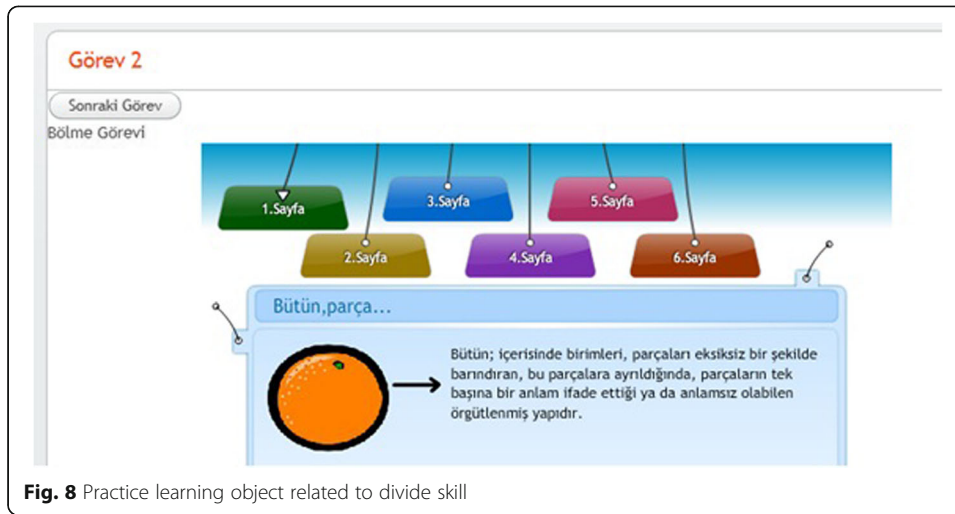 Görev 2
Sonraki Görev
Bölme Görevi
1.Sayfa
3.Sayfa
5.Sayfa
2.Sayfa
4.Sayfa
6.Sayfa
Bütün,parça...
Bütün; içerisinde birimleri, parçaları eksiksiz bir şekilde
barındıran, bu parçalara ayrıldığında, parçaların tek
başına bir anlam ifade ettiği ya da anlamsız olabilen
örgütlenmiş yapıdır.
Fig. 8 Practice learning object related to divide skill